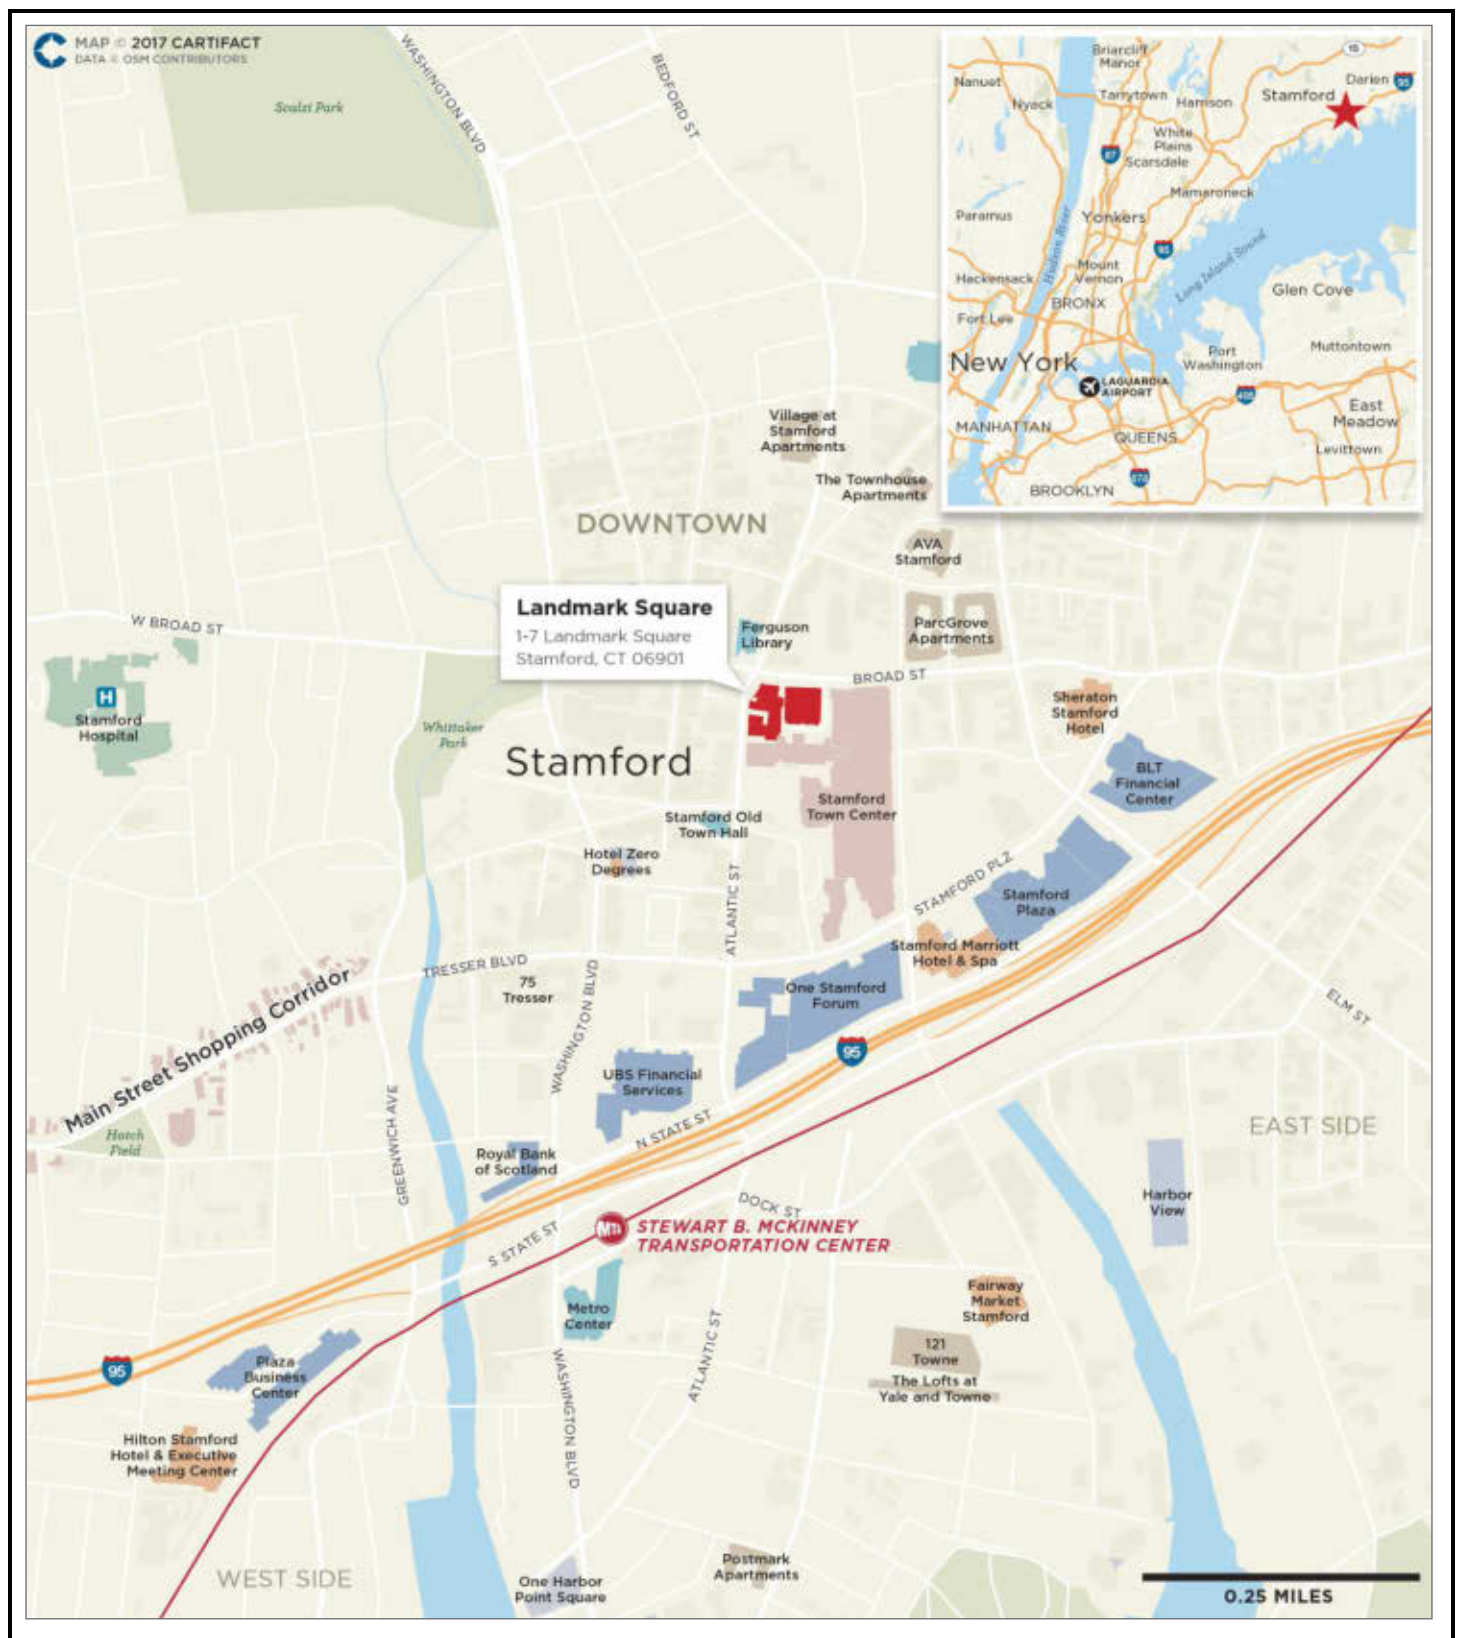 MAP © 2017 CARTIFACT
DATA © OSM CONTRIBUTORS
Scalzi Park
WASHINGTON BLVD
BEDFORD ST
Briarcliff
Manor
15
Nanuet
Nyack
Tarrytown
Harrison
Stamford
Darien
95
White
Plains
87
Scarsdale
Mamaroneck
Paramus
Yonkers
Hudson River
95
Long Island Sound
Hackensack
Mount
Vernon
BRONX
Glen Cove
Fort Lee
New York
Port
Washington
Muttontown
LAGUARDIA
AIRPORT
495
East
Meadow
MANHATTAN
QUEENS
Levittown
678
BROOKLYN
Village at
Stamford
Apartments
The Townhouse
Apartments
DOWNTOWN
AVA
Stamford
Landmark Square
1-7 Landmark Square
Stamford, CT 06901
Ferguson
Library
ParcGrove
Apartments
W BROAD ST
BROAD ST
H
Stamford
Hospital
Whittaker
Park
Sheraton
Stamford
Hotel
Stamford
BLT
Financial
Center
Stamford
Town Center
Stamford Old
Town Hall
Hotel Zero
Degrees
ATLANTIC ST
STAMFORD PLZ
Stamford
Plaza
Stamford Marriott
Hotel & Spa
TRESSER BLVD
75
Tresser
WASHINGTON BLVD
One Stamford
Forum
Main Street Shopping Corridor
ELM ST
95
UBS Financial
Services
GREENWICH AVE
N STATE ST
Hatch
Field
EAST SIDE
Royal Bank
of Scotland
Harbor
View
DOCK ST
S STATE ST
STEWART B. MCKINNEY
TRANSPORTATION CENTER
Metro
Center
Fairway
Market
Stamford
ATLANTIC ST
121
Towne
The Lofts at
Yale and Towne
95
Plaza
Business
Center
WASHINGTON BLVD
Hilton Stamford
Hotel & Executive
Meeting Center
WEST SIDE
One Harbor
Point Square
Postmark
Apartments
0.25 MILES